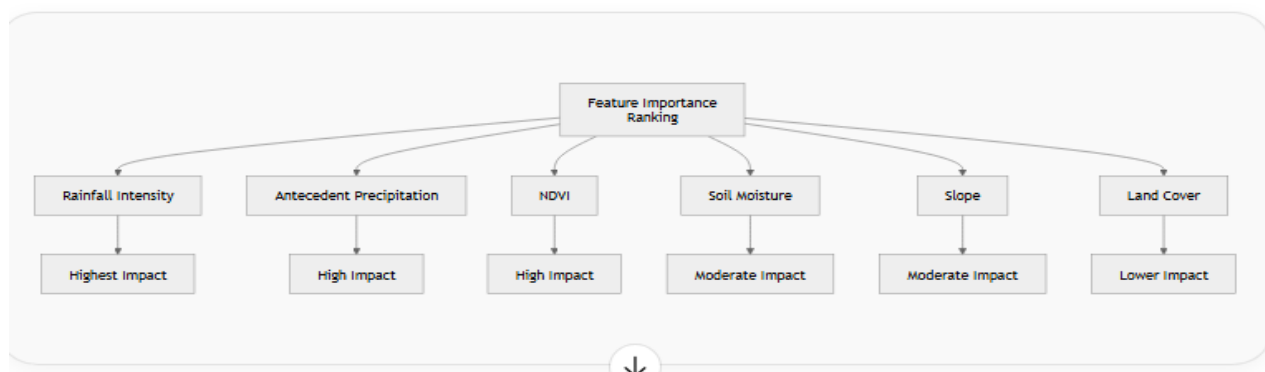 Feature Importance
Ranking
Rainfall Intensity
Antecedent Precipitation
NDVI
Soil Moisture
Slope
Land Cover
Highest Impact
High Impact
High Impact
Moderate Impact
Moderate Impact
Lower Impact